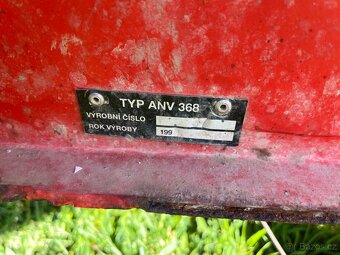 TYP ANV 368
VÝROBNÍ ČÍSLO
ROK VÝROBY 199